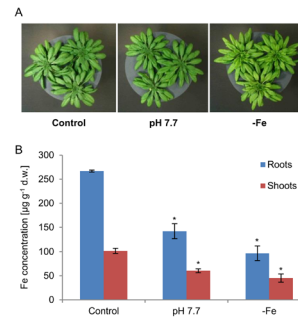 A
Control pH 7.7 -Fe
B
Fe concentration [µg g⁻¹ d.w.]
300
250
200
150
100
50
0
Roots
Shoots
*
*
*
*
Control pH 7.7 -Fe